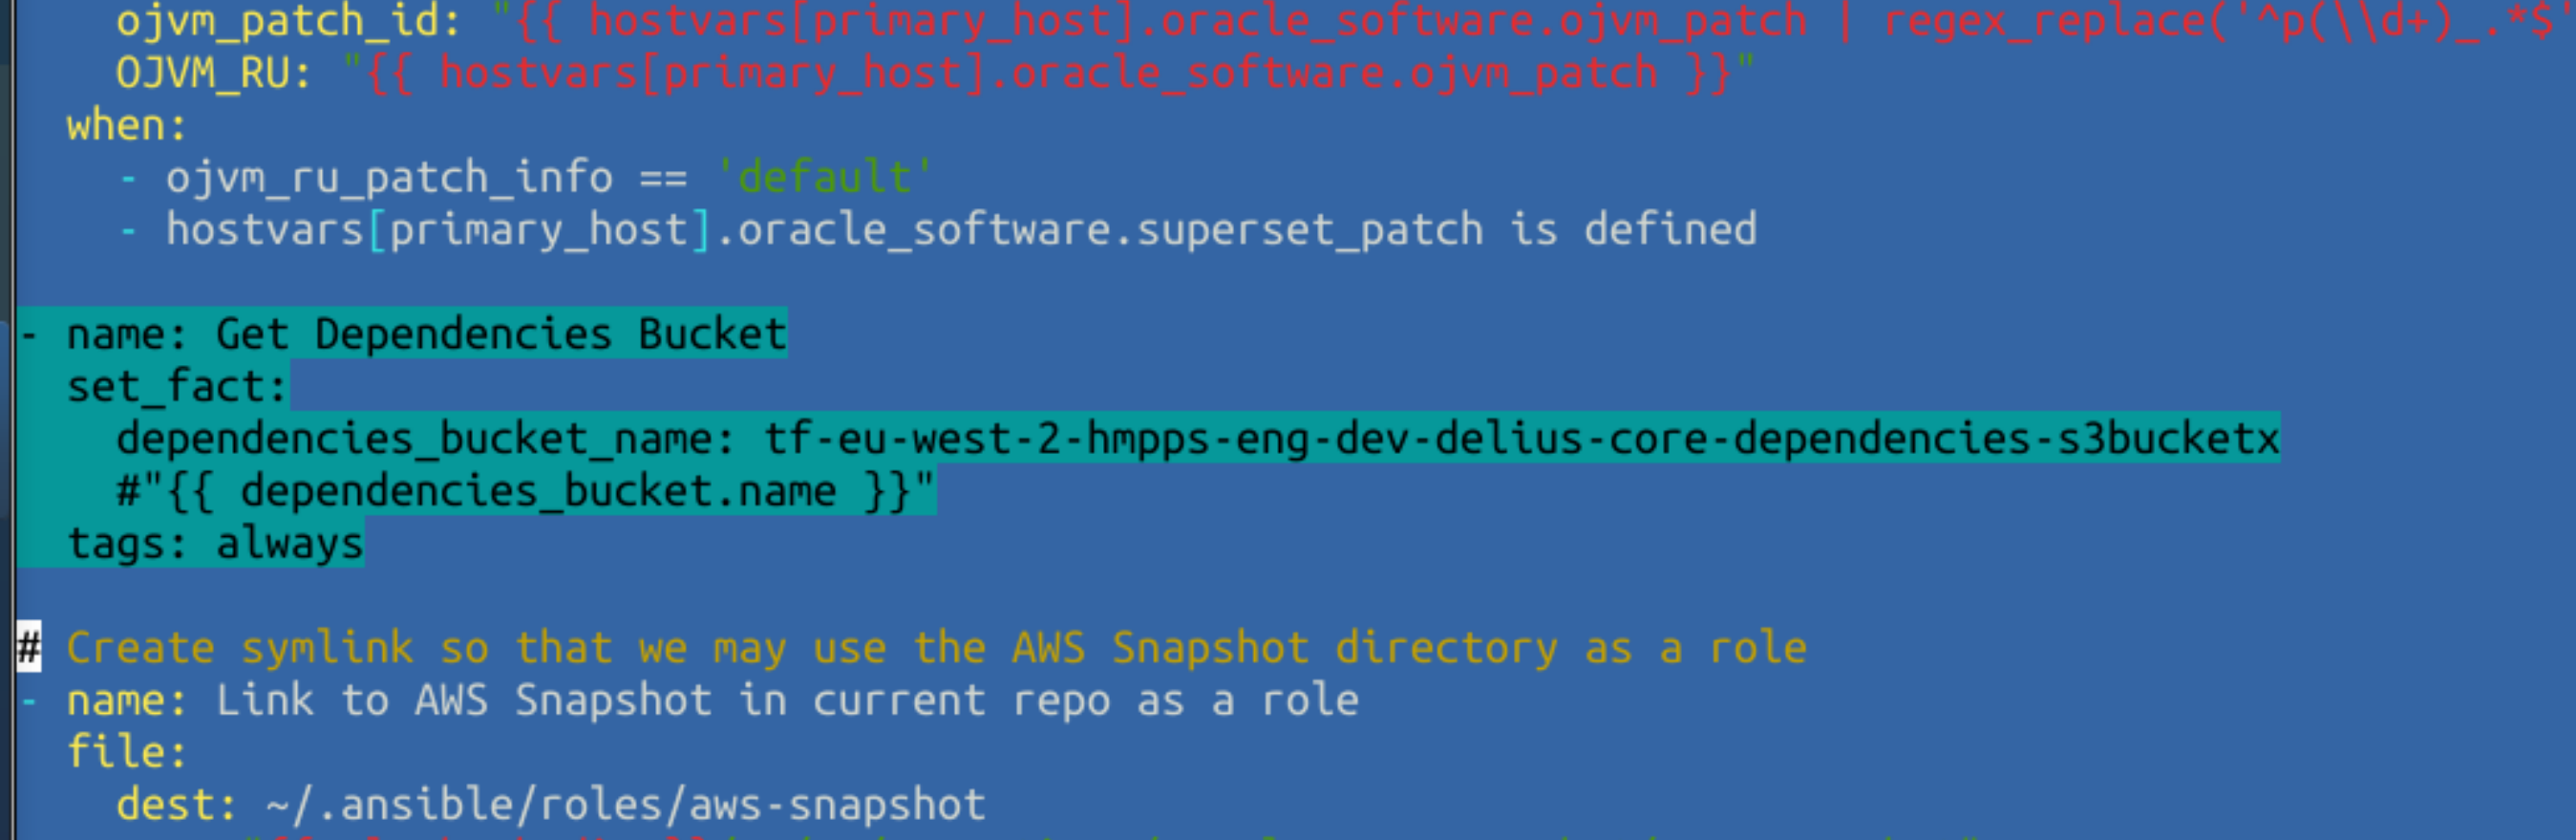 ojvm_patch_id: "{{ hostvars[primary_host].oracle_software.ojvm_patch | regex_replace('^p(\\d+)_.*$'
OJVM_RU: "{{ hostvars[primary_host].oracle_software.ojvm_patch }}"
when:
- ojvm_ru_patch_info == 'default'
- hostvars[primary_host].oracle_software.superset_patch is defined
- name: Get Dependencies Bucket
set_fact:
dependencies_bucket_name: tf-eu-west-2-hmpps-eng-dev-delius-core-dependencies-s3bucketx
#"{{ dependencies_bucket.name }}"
tags: always
# Create symlink so that we may use the AWS Snapshot directory as a role
- name: Link to AWS Snapshot in current repo as a role
file:
dest: ~/.ansible/roles/aws-snapshot